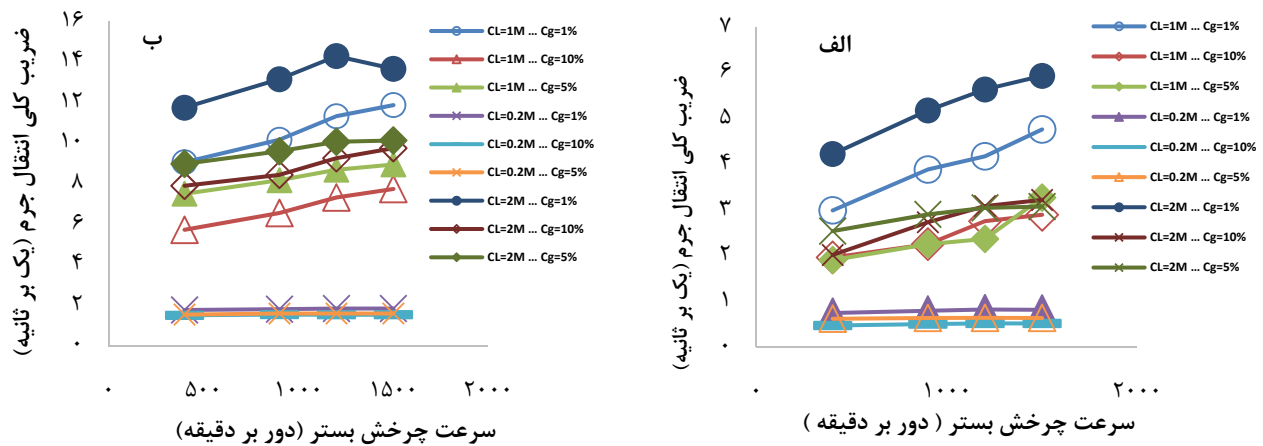 الف
ضریب کلی انتقال جرم (یک بر ثانیه)
۷
۶
۵
۴
۳
۲
۱
۰
۰ ۱۰۰۰ ۲۰۰۰
سرعت چرخش بستر ( دور بر دقیقه )
CL=1M ... Cg=1%
CL=1M ... Cg=10%
CL=1M ... Cg=5%
CL=0.2M ... Cg=1%
CL=0.2M ... Cg=10%
CL=0.2M ... Cg=5%
CL=2M ... Cg=1%
CL=2M ... Cg=10%
CL=2M ... Cg=5%
ب
ضریب کلی انتقال جرم (یک بر ثانیه)
۱۶
۱۴
۱۲
۱۰
۸
۶
۴
۲
۰
۰ ۵۰۰ ۱۰۰۰ ۱۵۰۰ ۲۰۰۰
سرعت چرخش بستر (دور بر دقیقه)
CL=1M ... Cg=1%
CL=1M ... Cg=10%
CL=1M ... Cg=5%
CL=0.2M ... Cg=1%
CL=0.2M ... Cg=10%
CL=0.2M ... Cg=5%
CL=2M ... Cg=1%
CL=2M ... Cg=10%
CL=2M ... Cg=5%